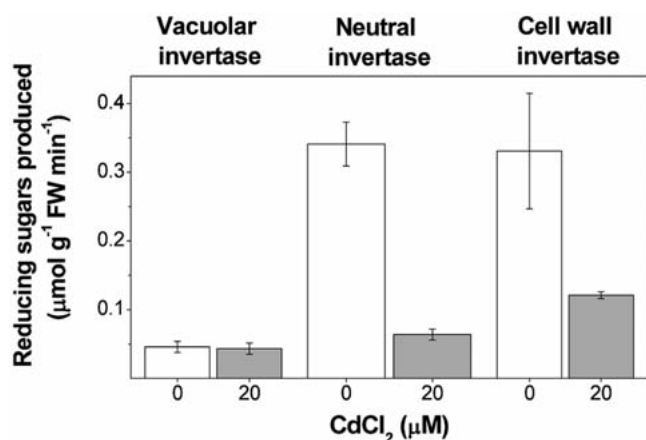 Vacuolar invertase
Neutral invertase
Cell wall invertase
Reducing sugars produced
(μmol g⁻¹ FW min⁻¹)
0.4
0.3
0.2
0.1
0 20 0 20 0 20
CdCl₂ (μM)